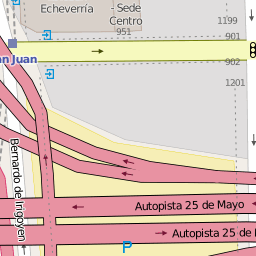 Echeverría
- Sede
Centro
951
1199
901
an Juan
902
1201
Bernardo de Irigoyen
Autopista 25 de Mayo
Autopista 25 de
P